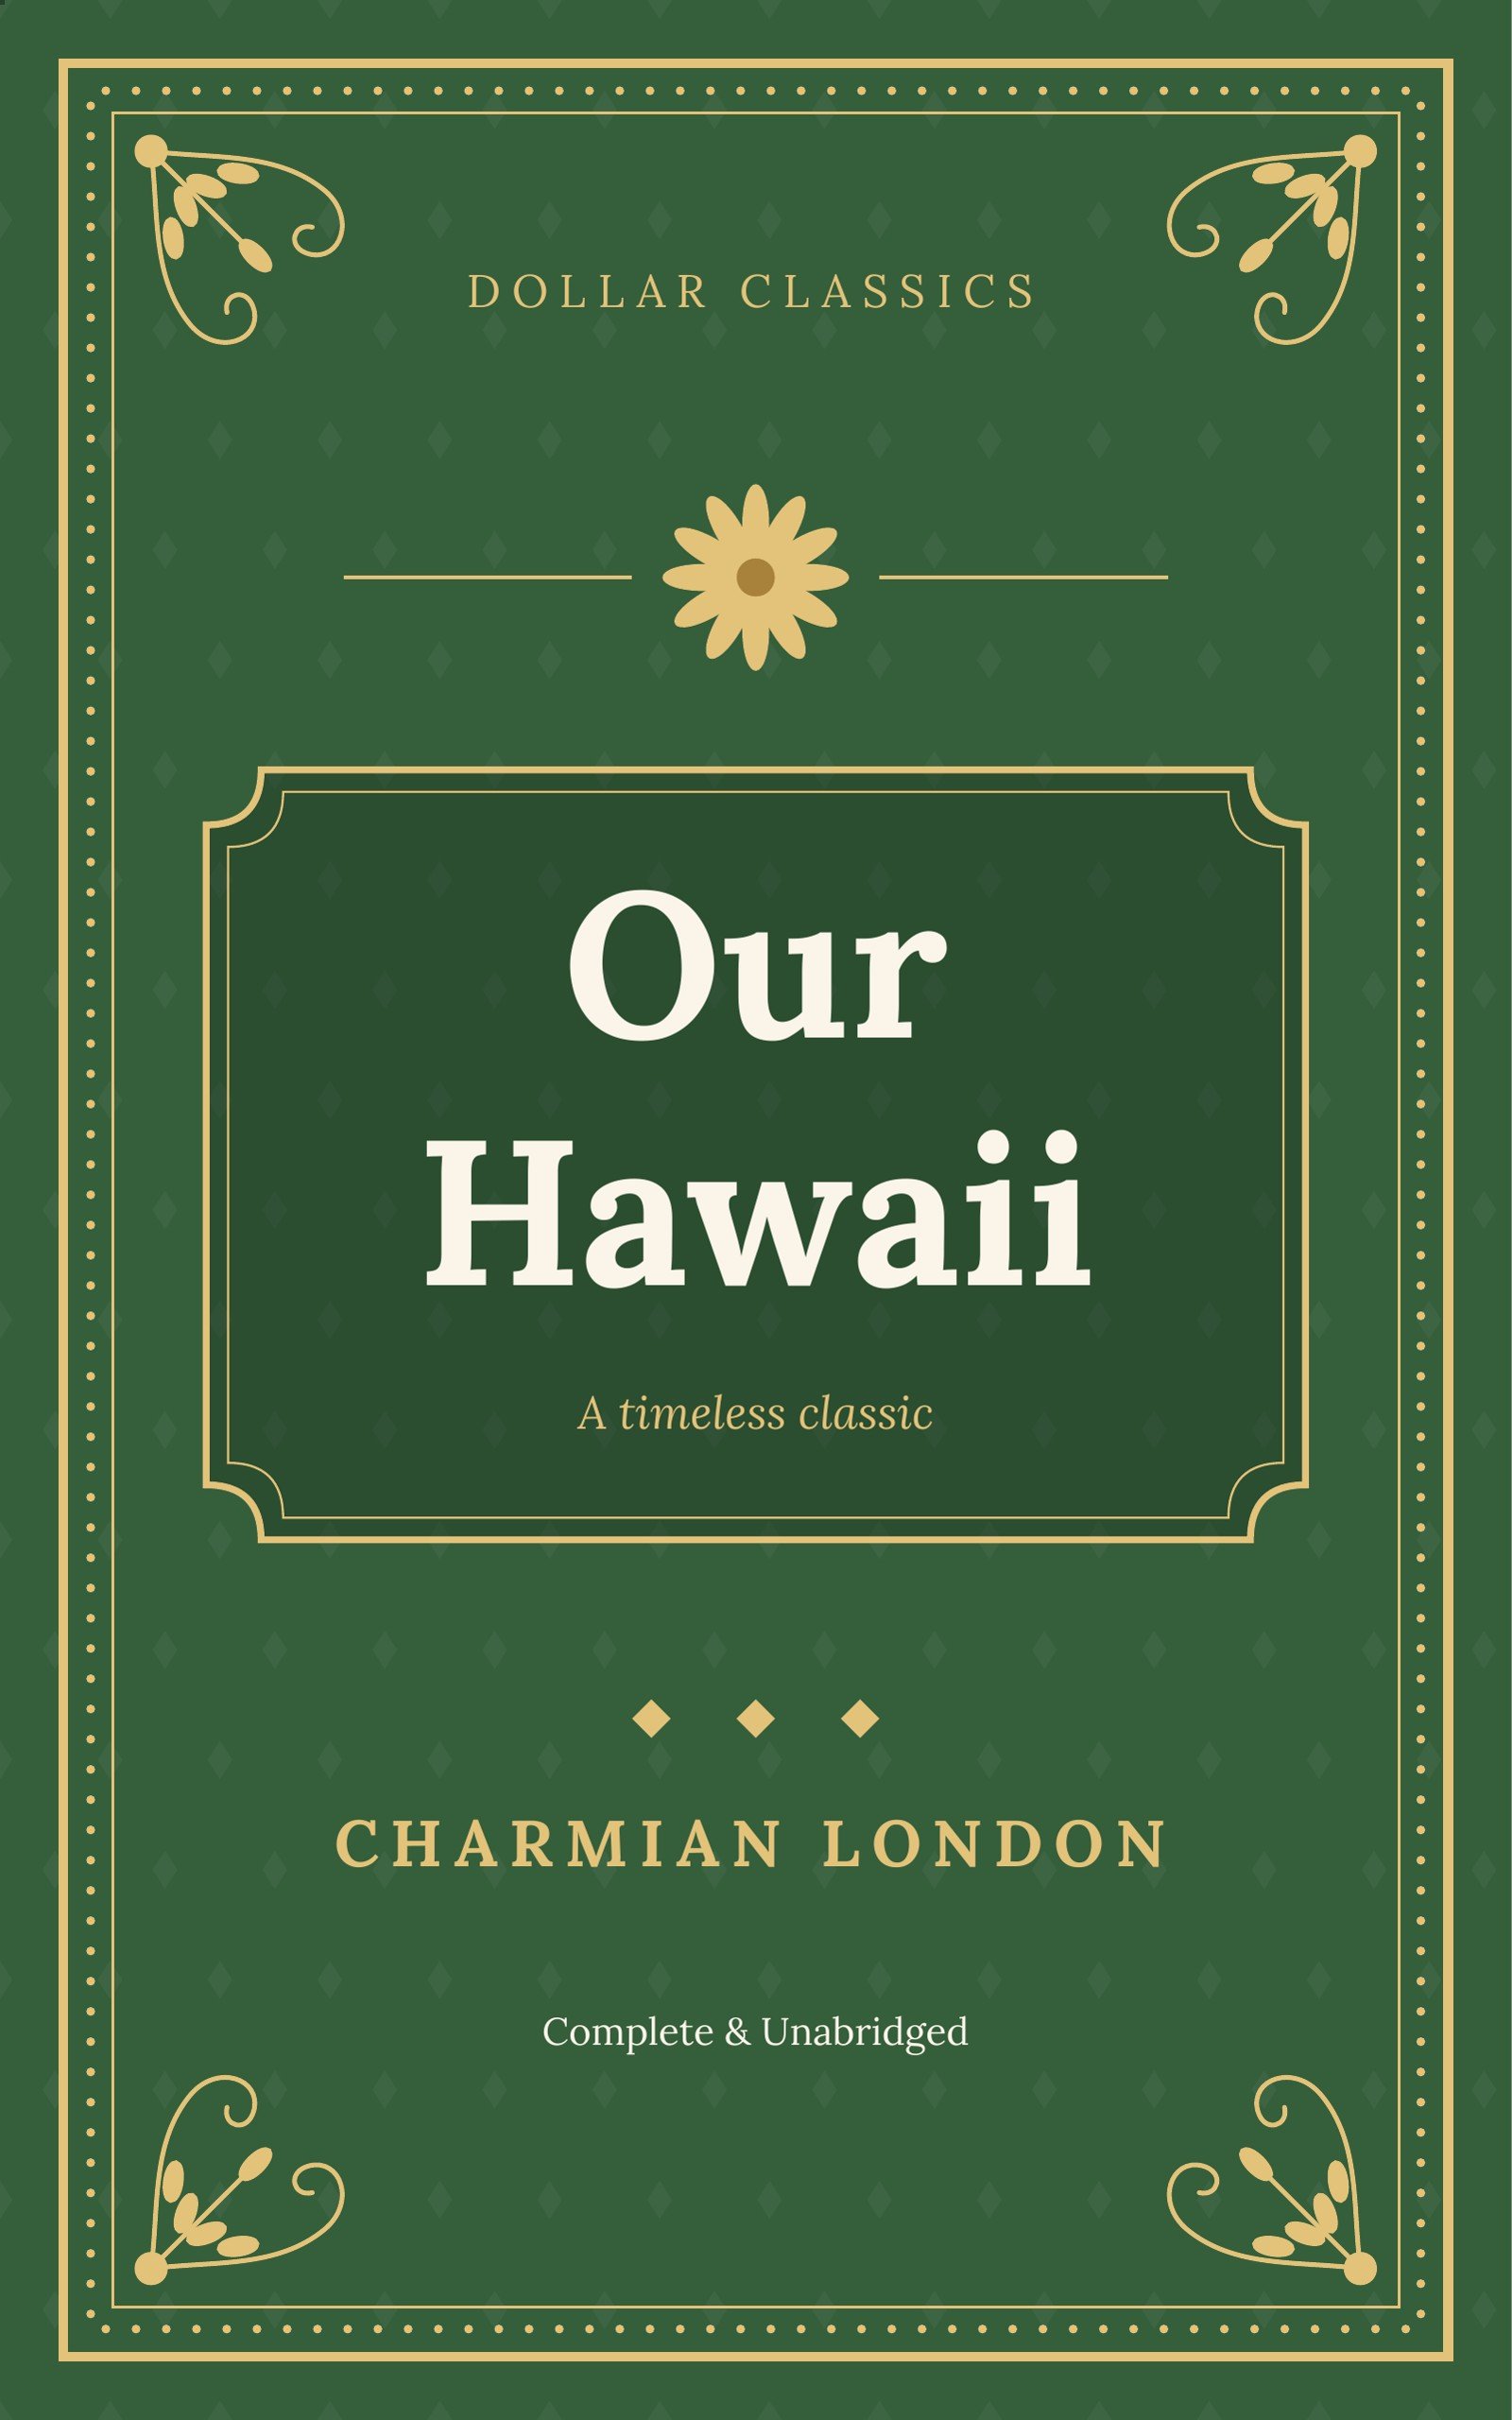 DOLLAR CLASSICS
Our
Hawaii
A timeless classic
CHARMIAN LONDON
Complete & Unabridged